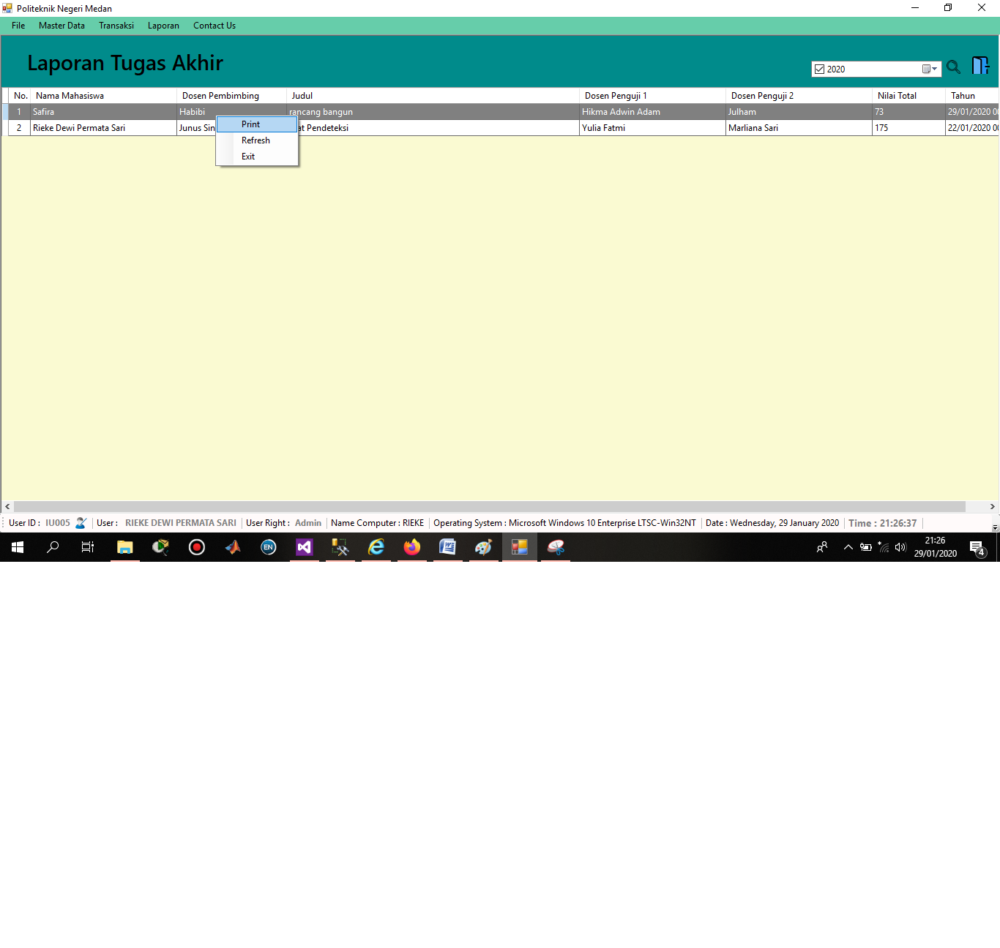 Politeknik Negeri Medan
File Master Data Transaksi Laporan Contact Us
Laporan Tugas Akhir
2020
No. Nama Mahasiswa Dosen Pembimbing Judul Dosen Penguji 1 Dosen Penguji 2 Nilai Total Tahun
1 Safira Habibi rancang bangun Hikma Adwin Adam Julham 73 29/01/2020
2 Rieke Dewi Permata Sari Junus Pendeteksi Yulia Fatmi Marliana Sari 175 22/01/2020
Print
Refresh
Exit
User ID : IU005 User : RIEKE DEWI PERMATA SARI User Right : Admin Name Computer : RIEKE Operating System : Microsoft Windows 10 Enterprise LTSC-Win32NT Date : Wednesday, 29 January 2020 Time : 21:26:37
EN
21:26
29/01/2020
4